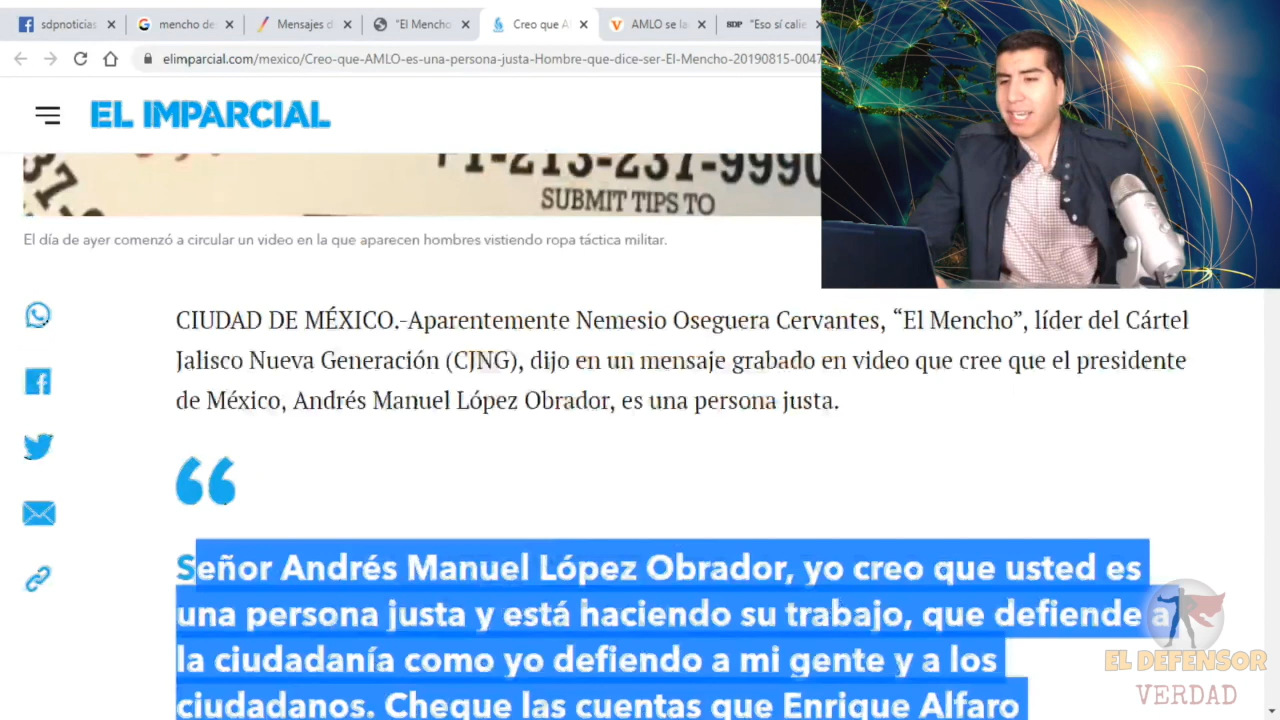 sdpnoticias
mencho de
Mensajes d
"El Mencho
Creo que A
AMLO se la
SDP "Eso sí calie
elimparcial.com/mexico/Creo-que-AMLO-es-una-persona-justa-Hombre-que-dice-ser-El-Mencho-20190815-0047
EL IMPARCIAL
+1-213-237-9990
SUBMIT TIPS TO
El día de ayer comenzó a circular un video en la que aparecen hombres vistiendo ropa táctica militar.
CIUDAD DE MÉXICO.-Aparentemente Nemesio Oseguera Cervantes, “El Mencho”, líder del Cártel
Jalisco Nueva Generación (CJNG), dijo en un mensaje grabado en video que cree que el presidente
de México, Andrés Manuel López Obrador, es una persona justa.
“
Señor Andrés Manuel López Obrador, yo creo que usted es
una persona justa y está haciendo su trabajo, que defiende a
la ciudadanía como yo defiendo a mi gente y a los
ciudadanos. Cheque las cuentas que Enrique Alfaro
EL DEFENSOR
VERDAD